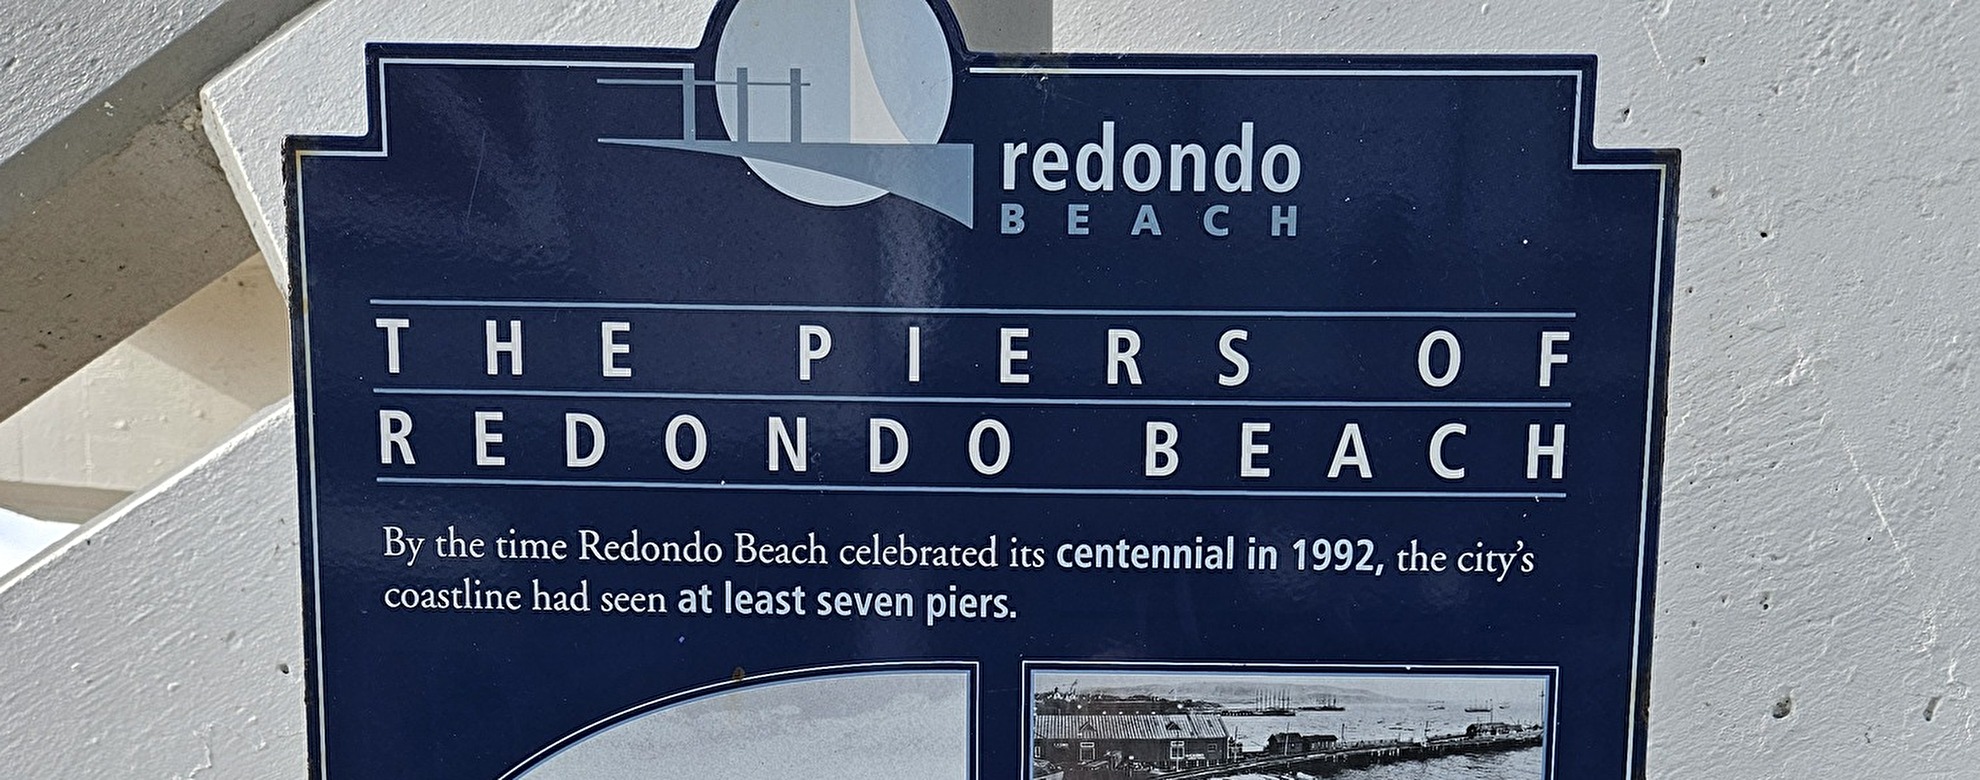 redondo
BEACH
THE PIERS OF
REDONDO BEACH
By the time Redondo Beach celebrated its centennial in 1992, the city's
coastline had seen at least seven piers.